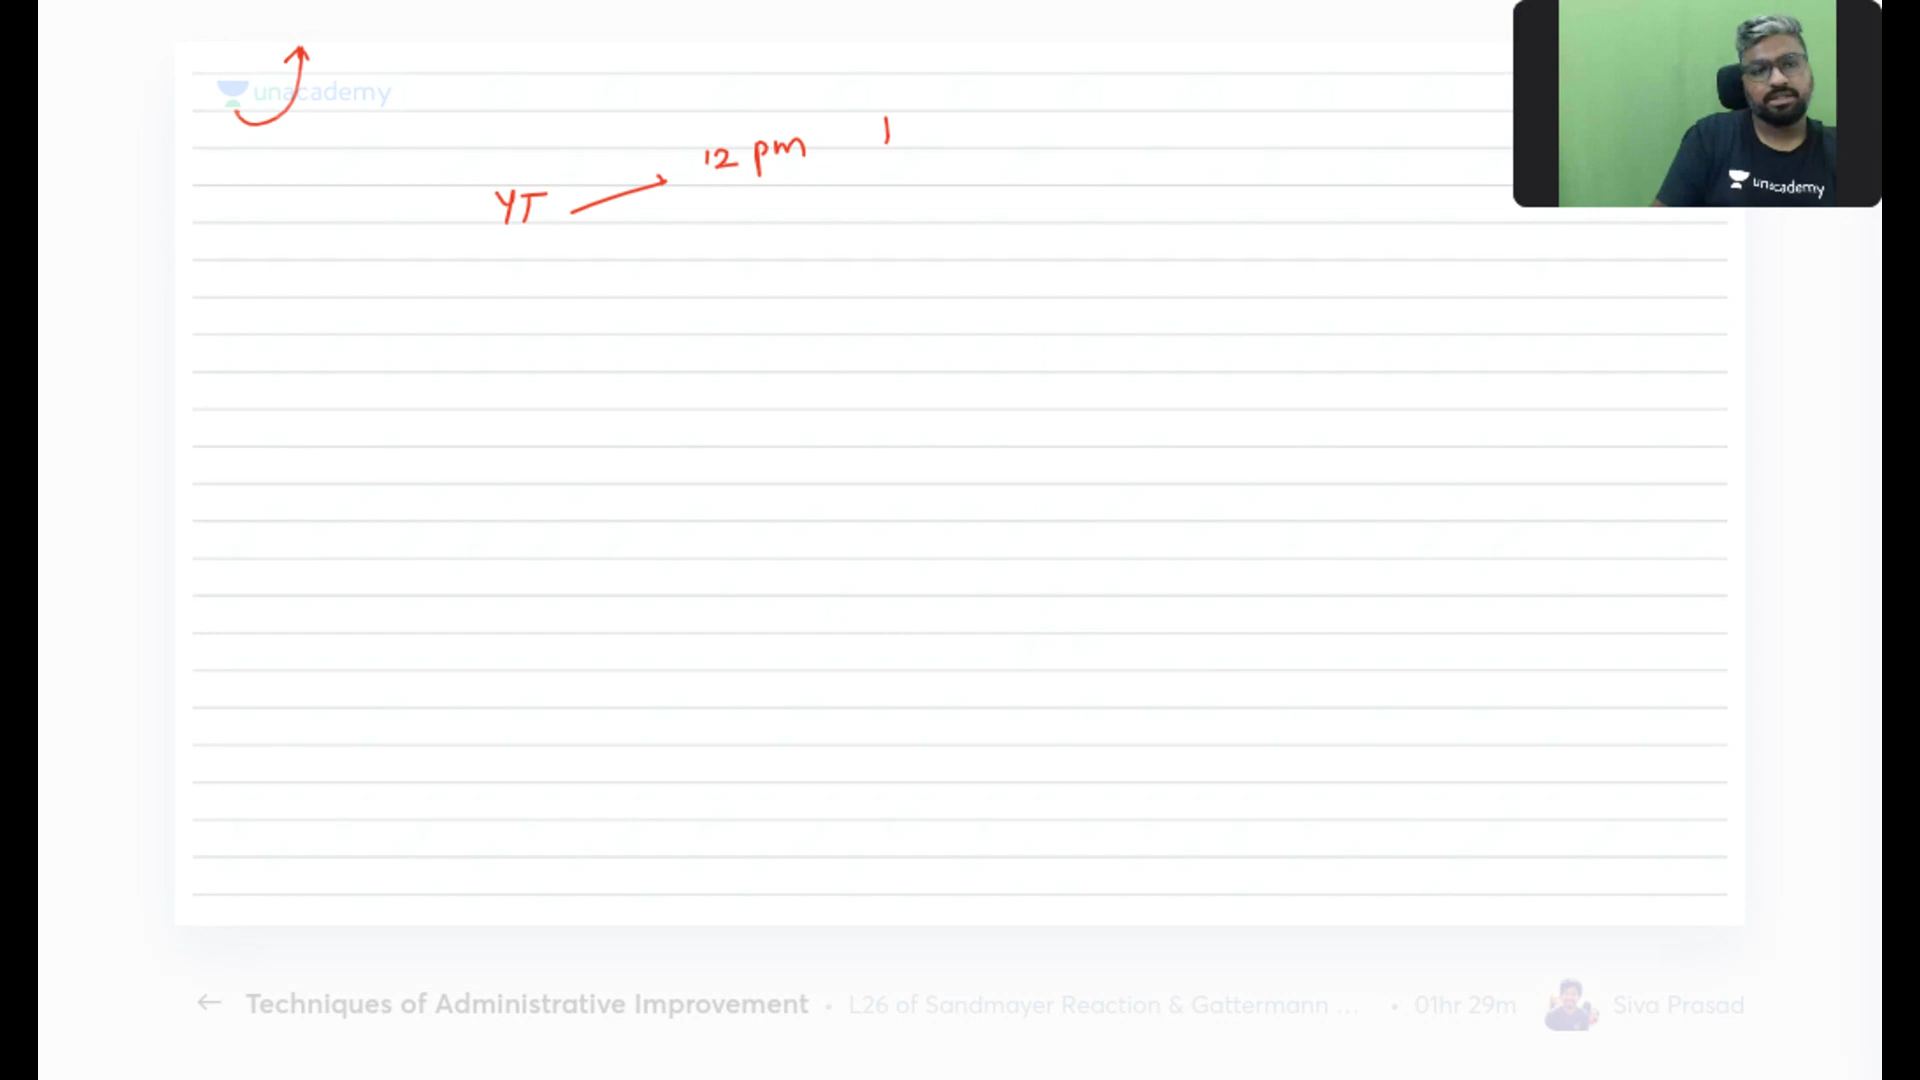 unacademy
12 pm
YT
unacademy
Techniques of Administrative Improvement • L26 of Sandmayer Reaction & Gattermann ... • 01hr 29m Siva Prasad